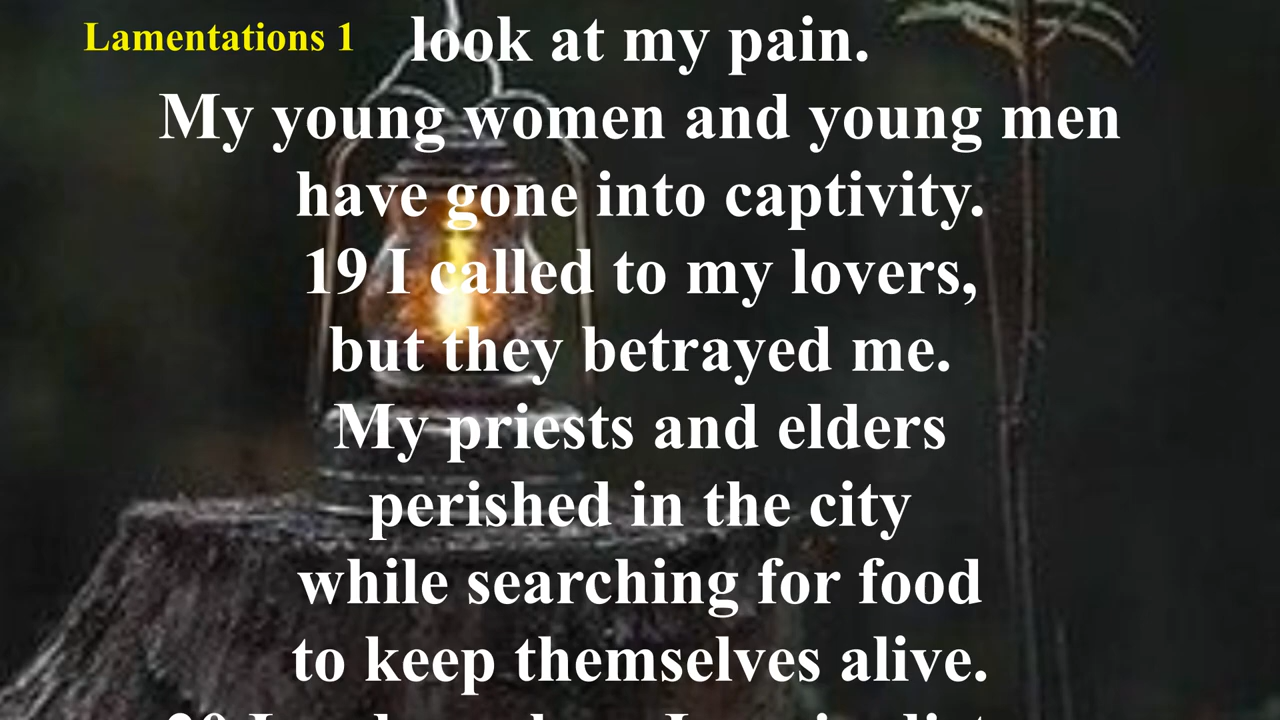 Lamentations 1
look at my pain.
My young women and young men
have gone into captivity.
19 I called to my lovers,
but they betrayed me.
My priests and elders
perished in the city
while searching for food
to keep themselves alive.